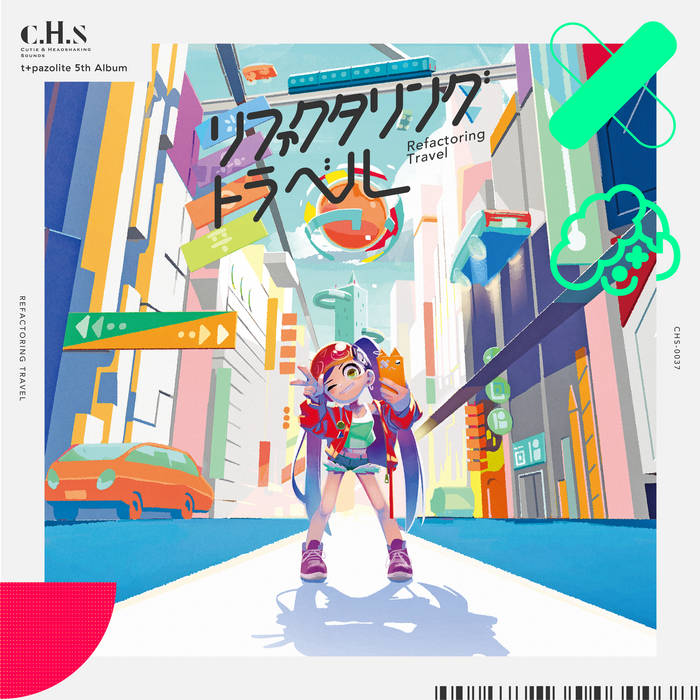 C.H.S
CUTIE & HEADSHAKING
SOUNDS
t+pazolite 5th Album
リファクタリング
トラベル
Refactoring
Travel
REFACTORING TRAVEL
CHS-0037